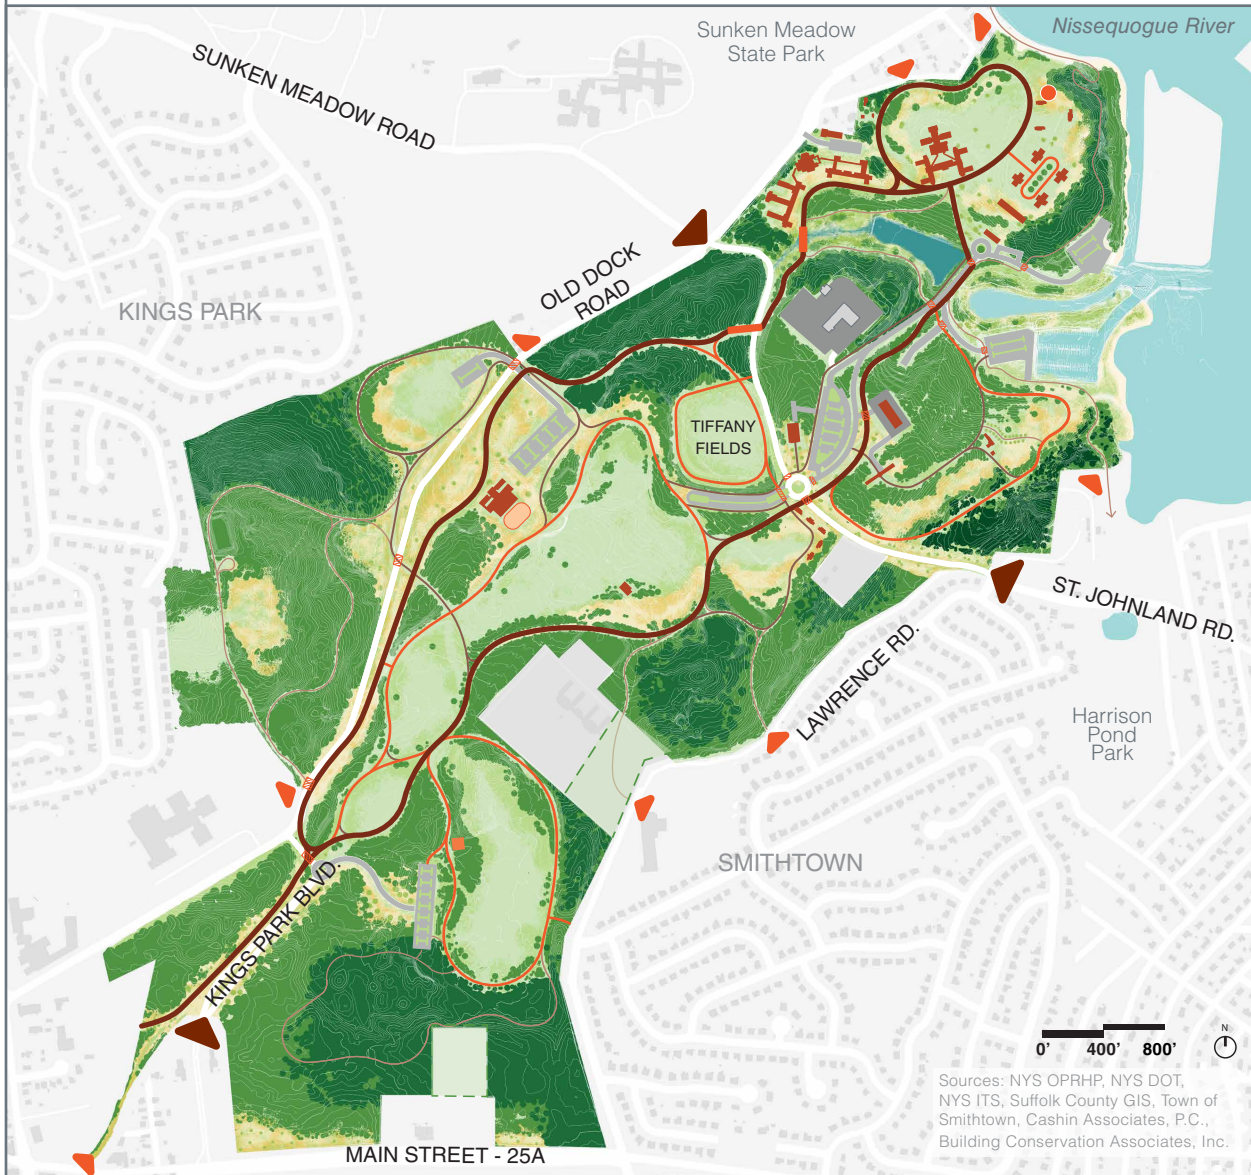 Nissequogue River
Sunken Meadow
State Park
SUNKEN MEADOW ROAD
OLD DOCK
ROAD
KINGS PARK
TIFFANY
FIELDS
ST. JOHNLAND RD.
LAWRENCE RD.
Harrison
Pond
Park
SMITHTOWN
KINGS PARK BLVD.
N
0' 400' 800'
Sources: NYS OPRHP, NYS DOT,
NYS ITS, Suffolk County GIS, Town of
Smithtown, Cashin Associates, P.C.,
Building Conservation Associates, Inc.
MAIN STREET - 25A